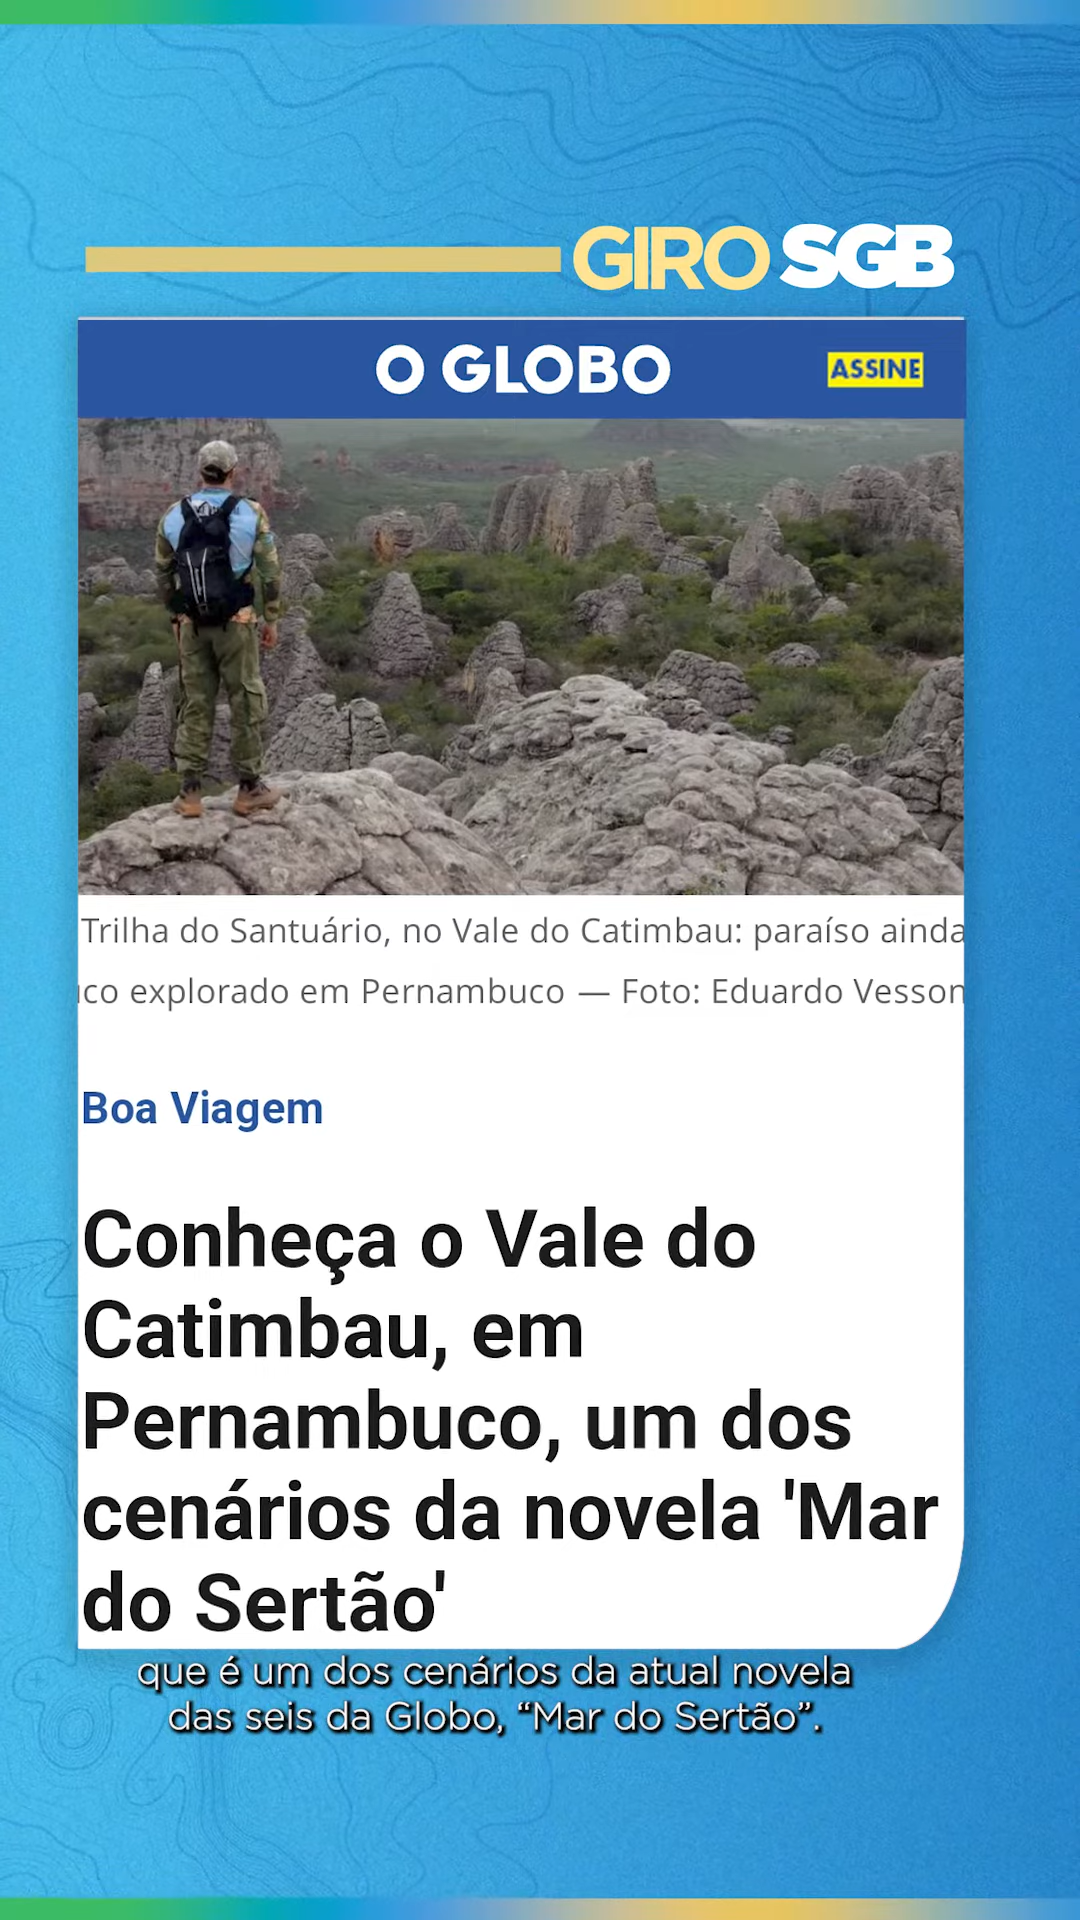 GIRO SGB
O GLOBO
ASSINE
Trilha do Santuário, no Vale do Catimbau: paraíso ainda
explorado em Pernambuco — Foto: Eduardo Vesson
Boa Viagem
Conheça o Vale do
Catimbau, em
Pernambuco, um dos
cenários da novela 'Mar
do Sertão'
que é um dos cenários da atual novela
das seis da Globo, “Mar do Sertão”.